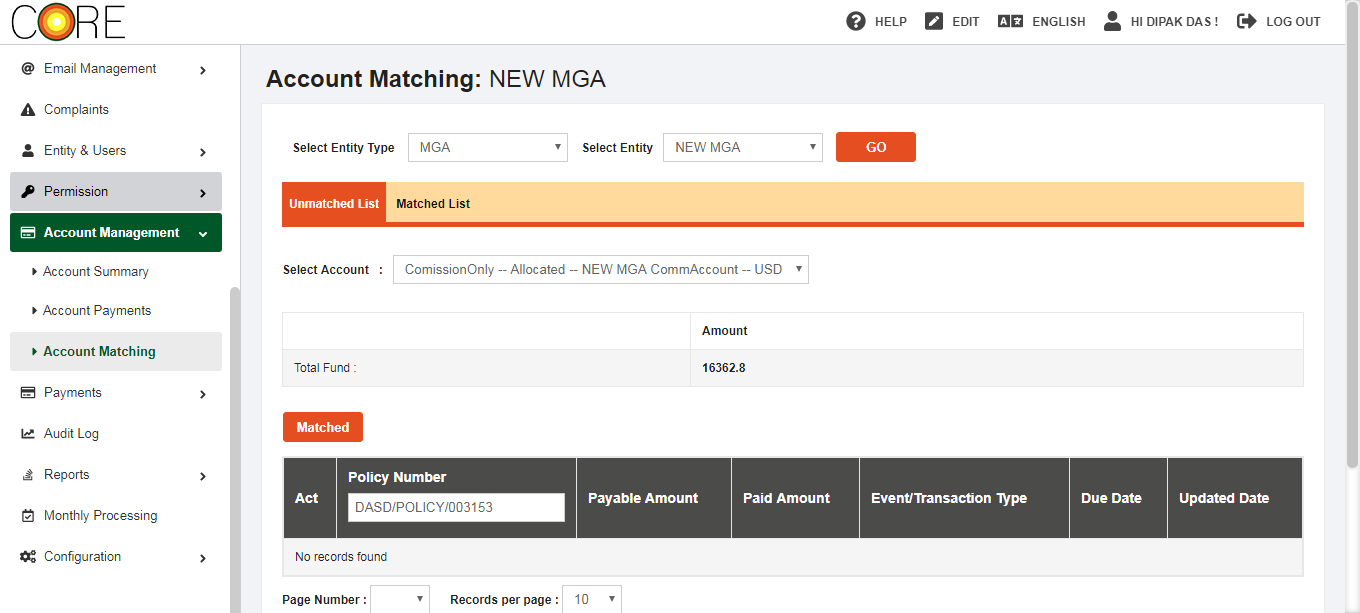 CORE
HELP
EDIT
ENGLISH
HI DIPAK DAS !
LOG OUT
Email Management
Complaints
Entity & Users
Permission
Account Management
Account Summary
Account Payments
Account Matching
Payments
Audit Log
Reports
Monthly Processing
Configuration
Account Matching: NEW MGA
Select Entity Type MGA Select Entity NEW MGA GO
Unmatched List Matched List
Select Account : ComissionOnly -- Allocated -- NEW MGA CommAccount -- USD
Amount
Total Fund : 16362.8
Matched
Act Policy Number Payable Amount Paid Amount Event/Transaction Type Due Date Updated Date
DASD/POLICY/003153
No records found
Page Number : Records per page : 10